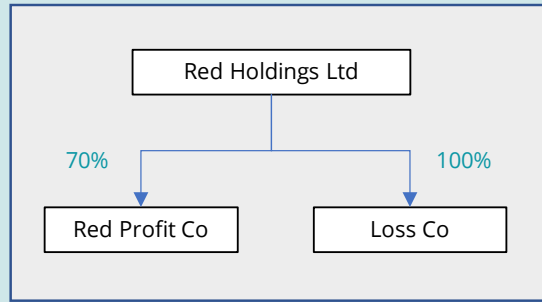 Red Holdings Ltd
70%
100%
Red Profit Co
Loss Co